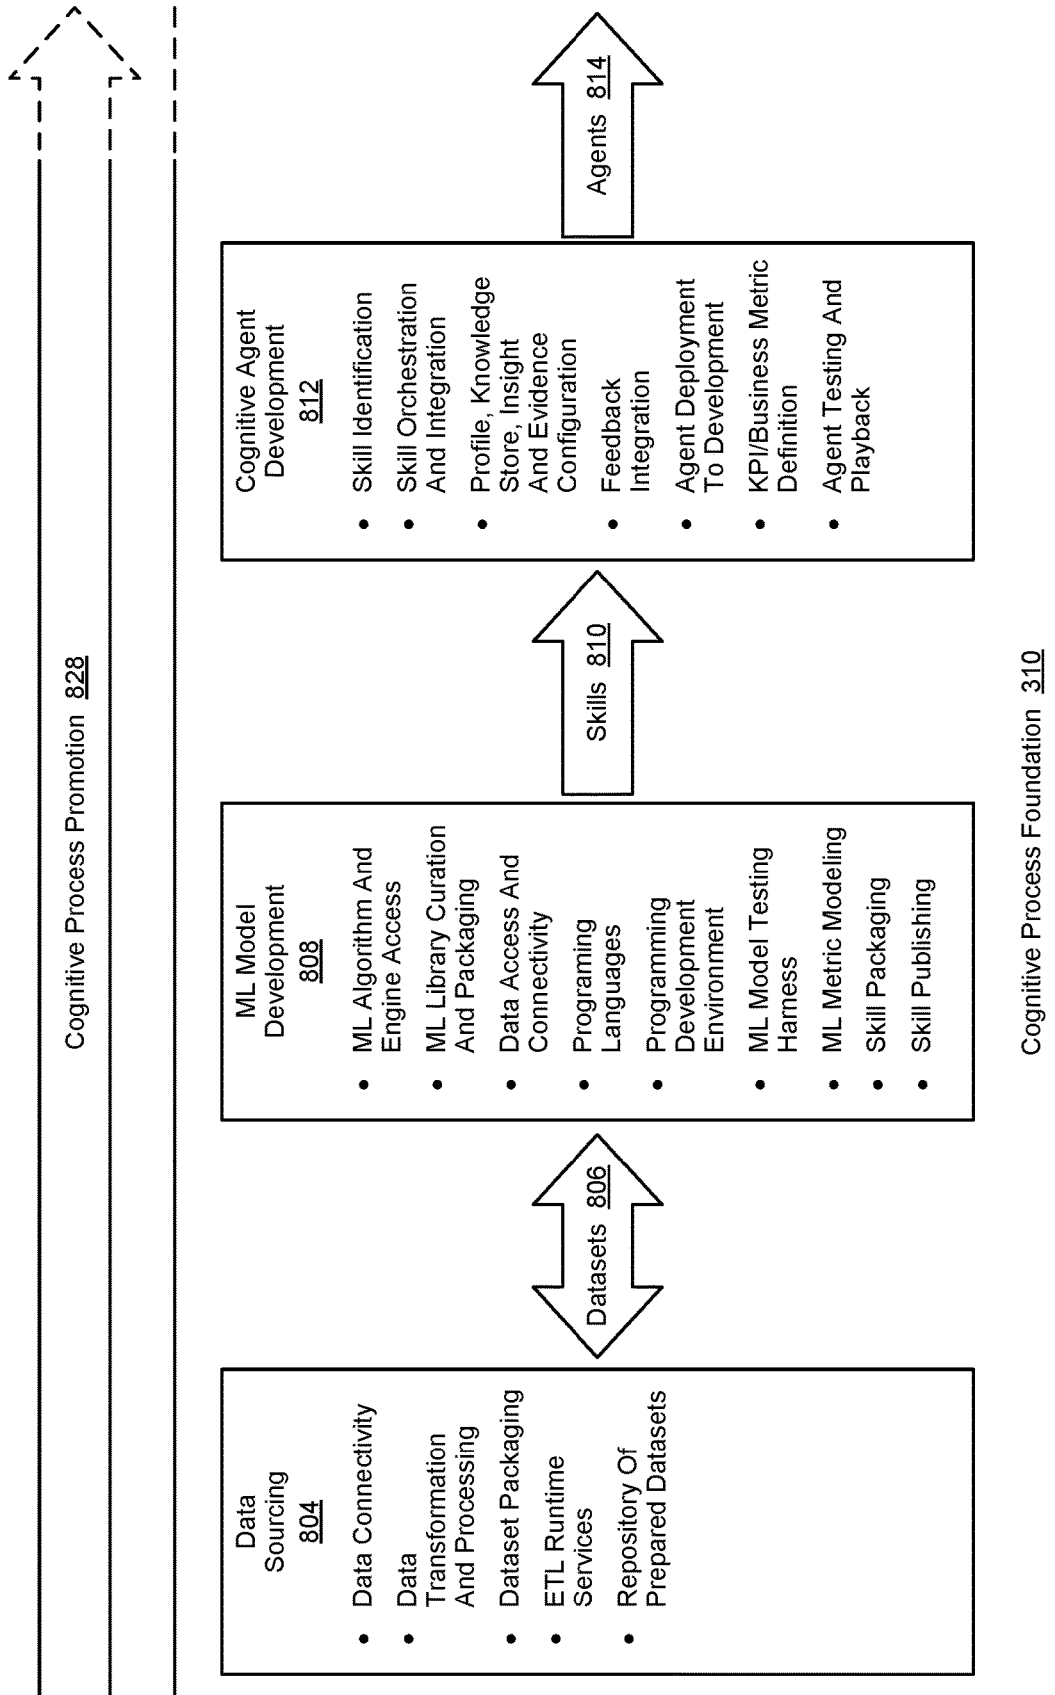 Cognitive Process Promotion 828
Data
Sourcing
804
• Data Connectivity
• Data
Transformation
And Processing
• Dataset Packaging
• ETL Runtime
Services
• Repository Of
Prepared Datasets
Datasets 806
ML Model
Development
808
• ML Algorithm And
Engine Access
• ML Library Curation
And Packaging
• Data Access And
Connectivity
• Programing
Languages
• Programming
Development
Environment
• ML Model Testing
Harness
• ML Metric Modeling
• Skill Packaging
• Skill Publishing
Skills 810
Cognitive Agent
Development
812
• Skill Identification
• Skill Orchestration
And Integration
• Profile, Knowledge
Store, Insight
And Evidence
Configuration
• Feedback
Integration
• Agent Deployment
To Development
• KPI/Business Metric
Definition
• Agent Testing And
Playback
Agents 814
Cognitive Process Foundation 310